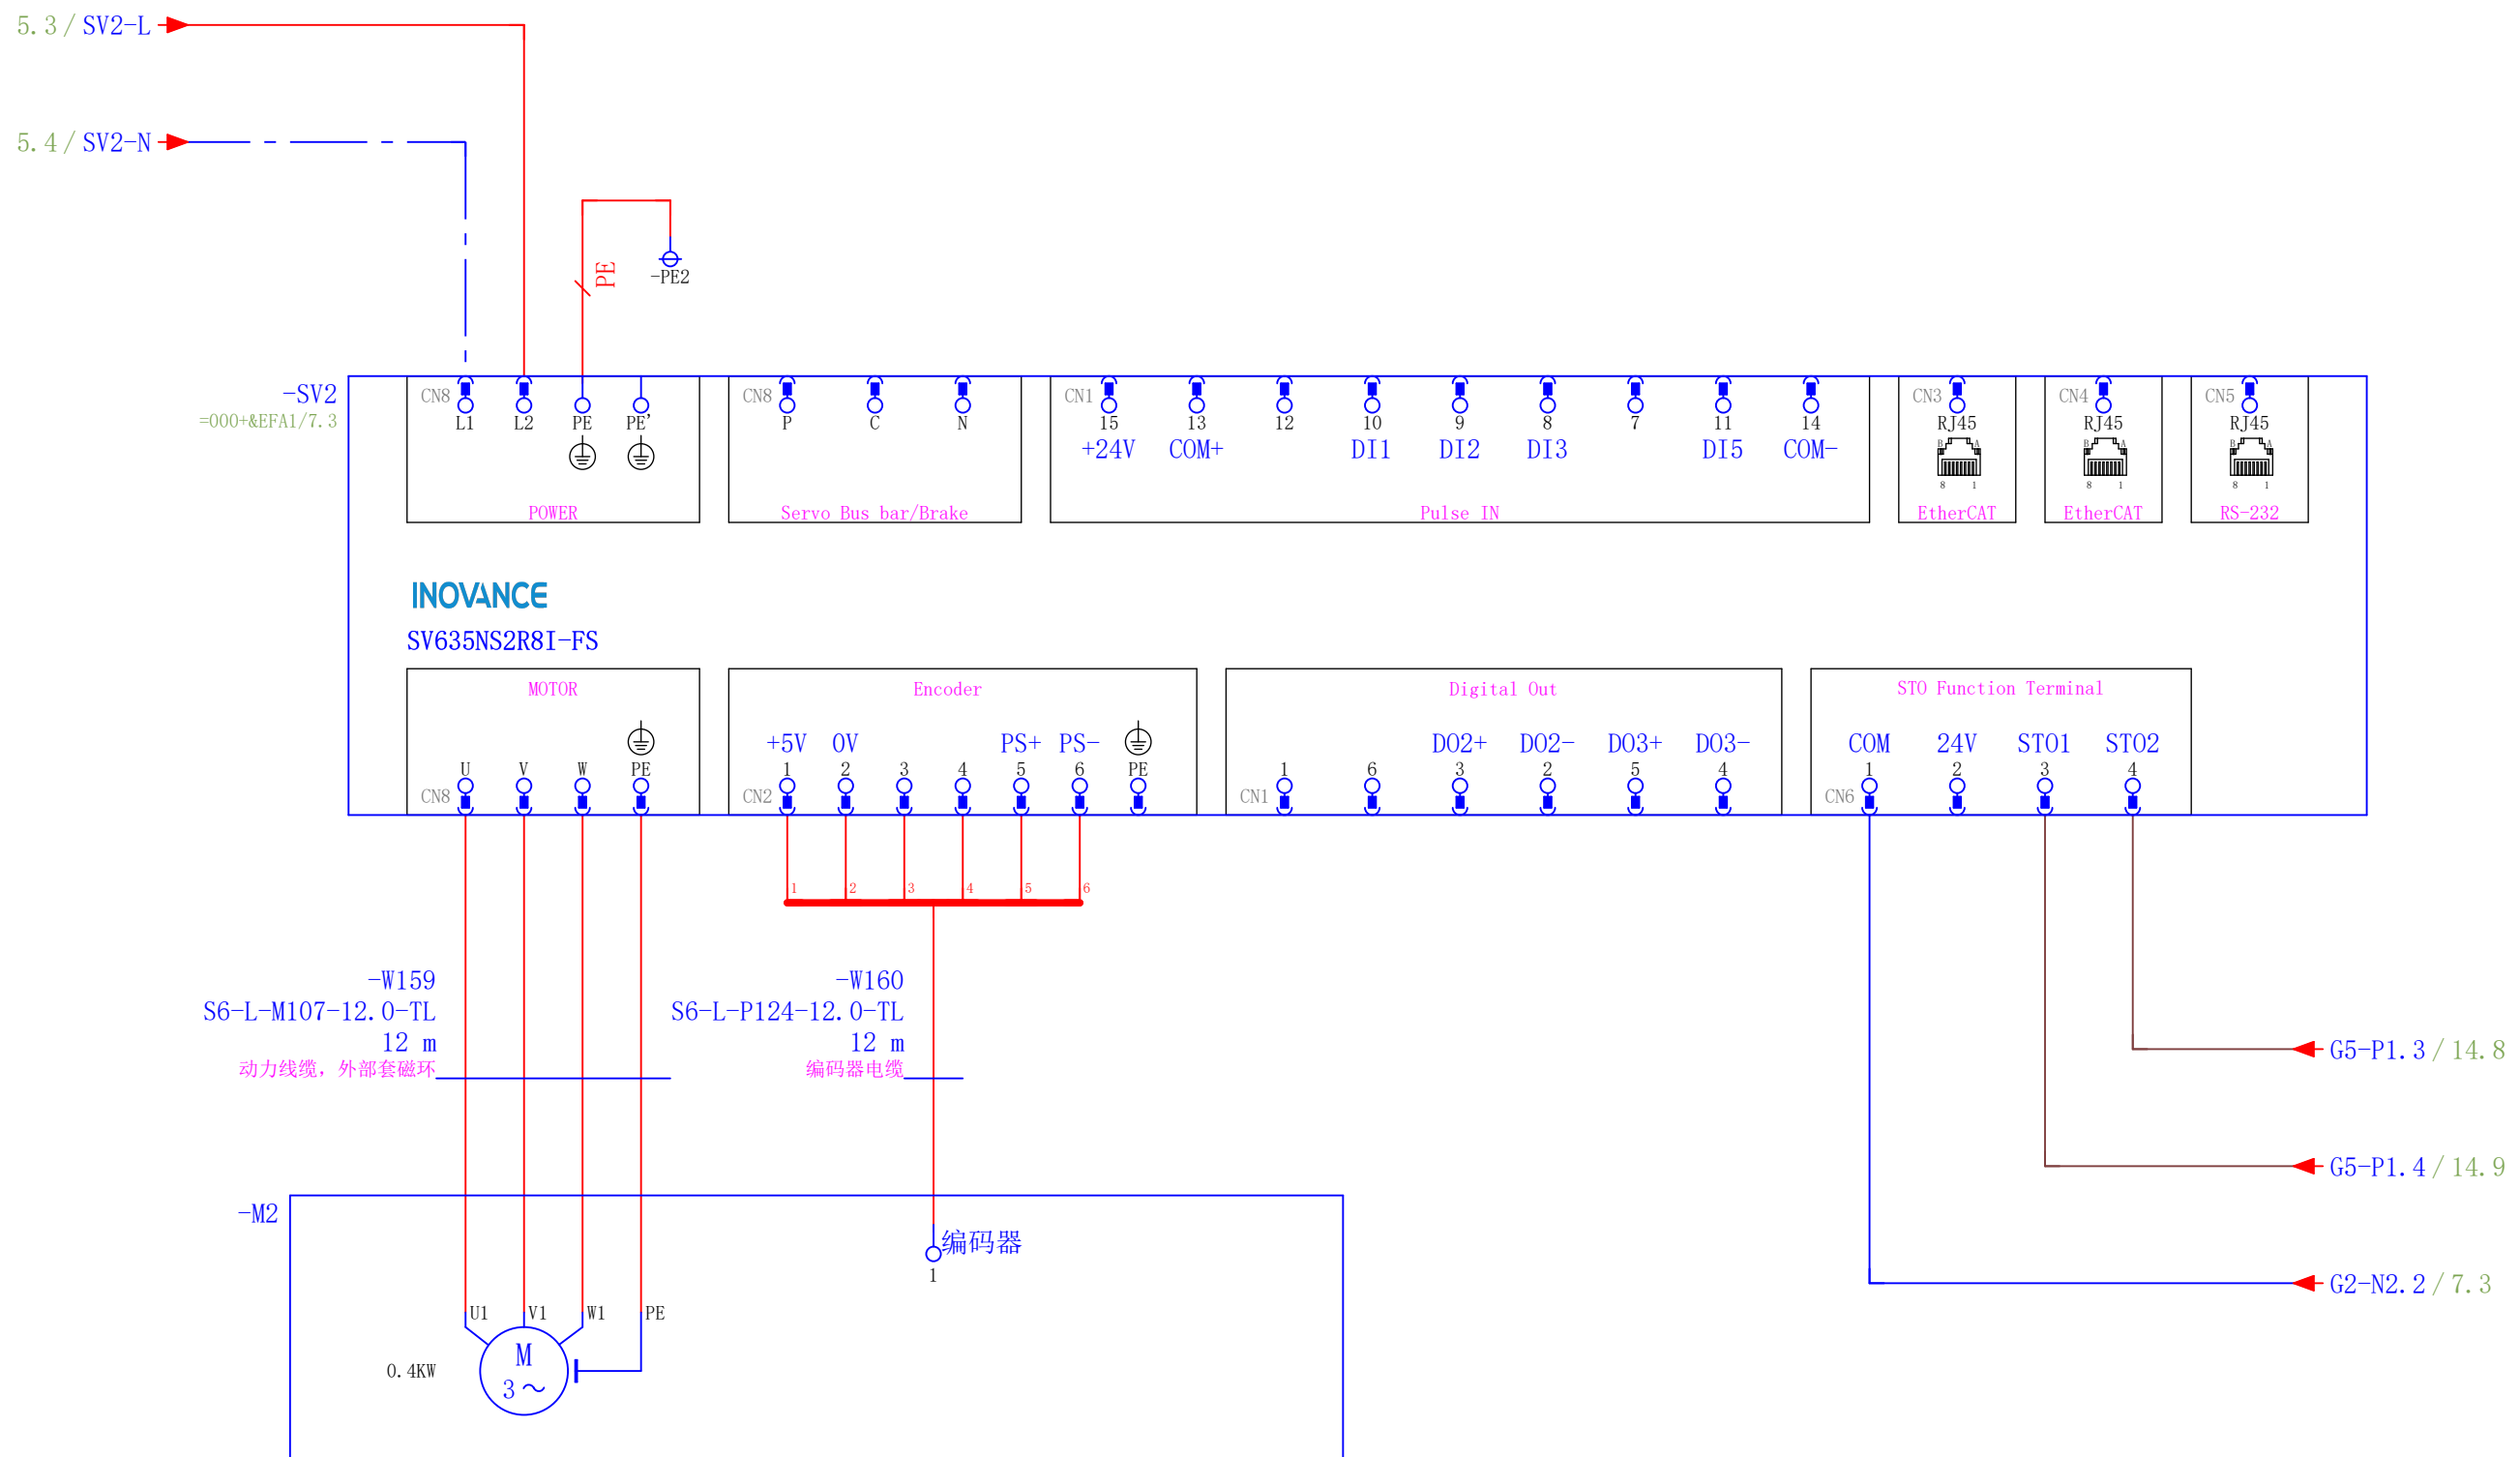 5.3 / SV2-L
5.4 / SV2-N
PE
-PE2
-SV2
=000+&EFA1/7.3
CN8
L1 L2 PE PE'
POWER
CN8
P C N
Servo Bus bar/Brake
CN1
15 13 12 10 9 8 7 11 14
+24V COM+ DI1 DI2 DI3 DI5 COM-
Pulse IN
CN3
RJ45
B A
8 1
EtherCAT
CN4
RJ45
B A
8 1
EtherCAT
CN5
RJ45
B A
8 1
RS-232
INOVANCE
SV635NS2R8I-FS
MOTOR
U V W PE
CN8
Encoder
+5V 0V PS+ PS-
1 2 3 4 5 6 PE
CN2
Digital Out
DO2+ DO2- DO3+ DO3-
1 6 3 2 5 4
CN1
STO Function Terminal
COM 24V STO1 STO2
1 2 3 4
CN6
1 2 3 4 5 6
-W159
S6-L-M107-12.0-TL
12 m
动力线缆，外部套磁环
-W160
S6-L-P124-12.0-TL
12 m
编码器电缆
G5-P1.3 / 14.8
G5-P1.4 / 14.9
G2-N2.2 / 7.3
-M2
编码器
1
U1 V1 W1 PE
M
3～
0.4KW